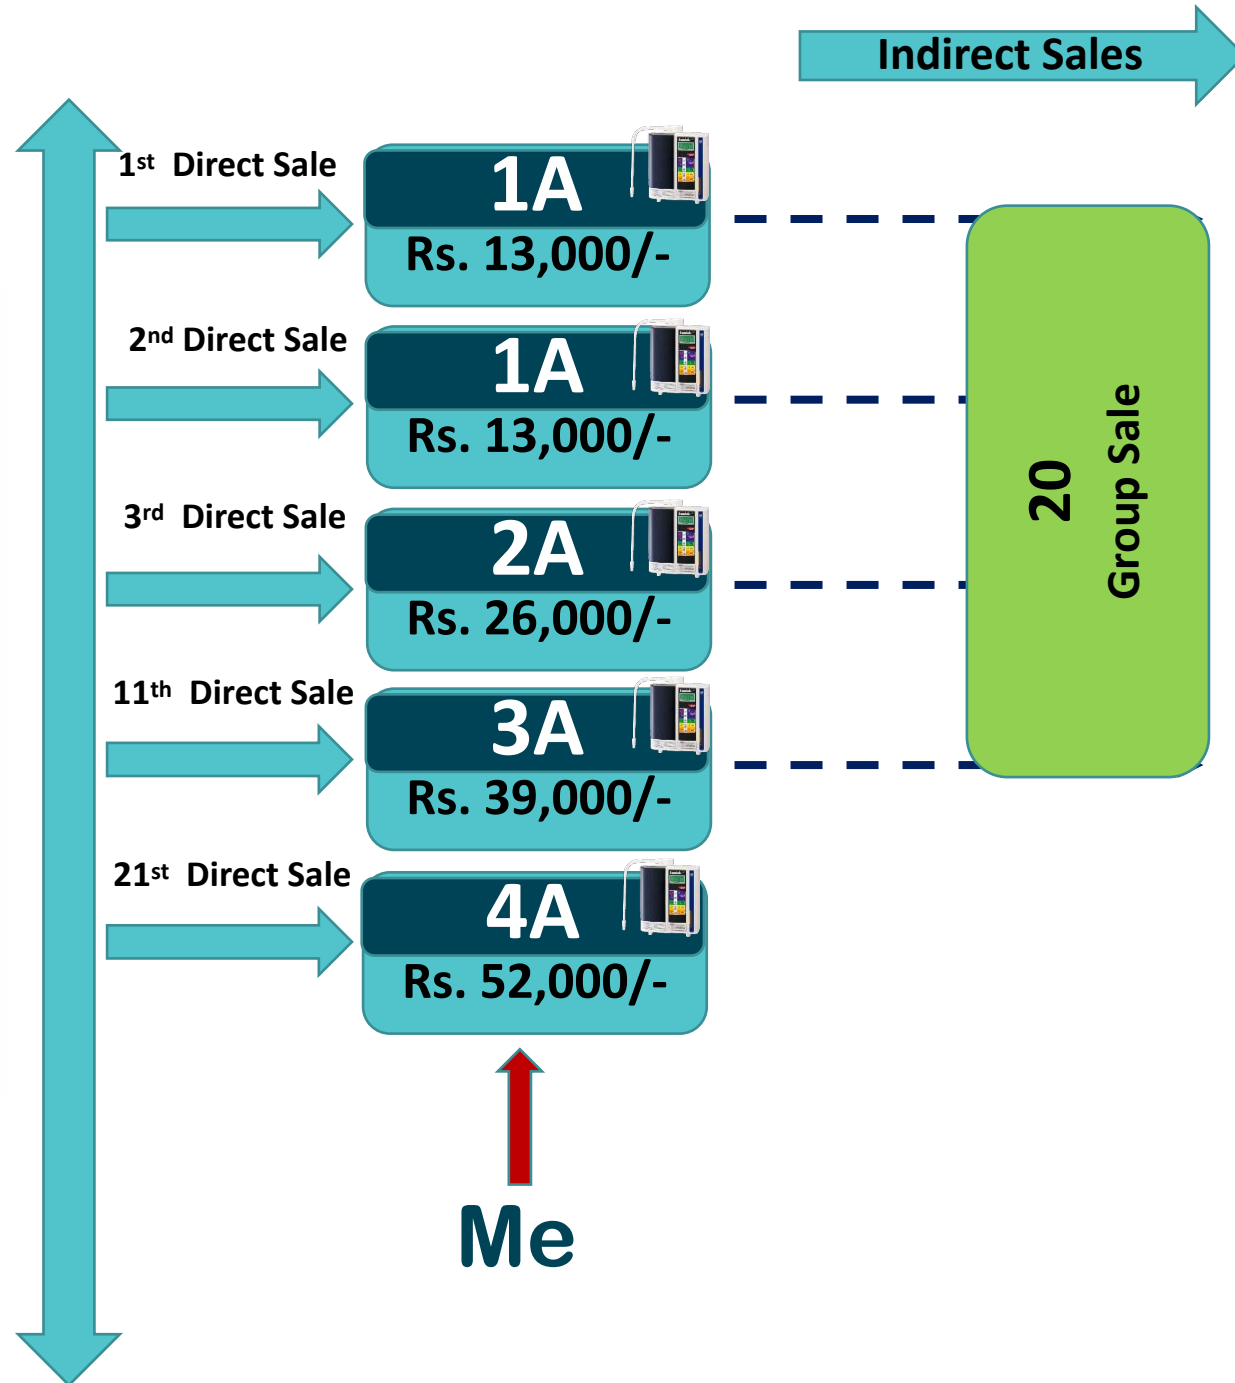 Indirect Sales
1st Direct Sale
1A
Rs. 13,000/-
2nd Direct Sale
1A
Rs. 13,000/-
3rd Direct Sale
2A
Rs. 26,000/-
11th Direct Sale
3A
Rs. 39,000/-
21st Direct Sale
4A
Rs. 52,000/-
20
Group Sale
Me